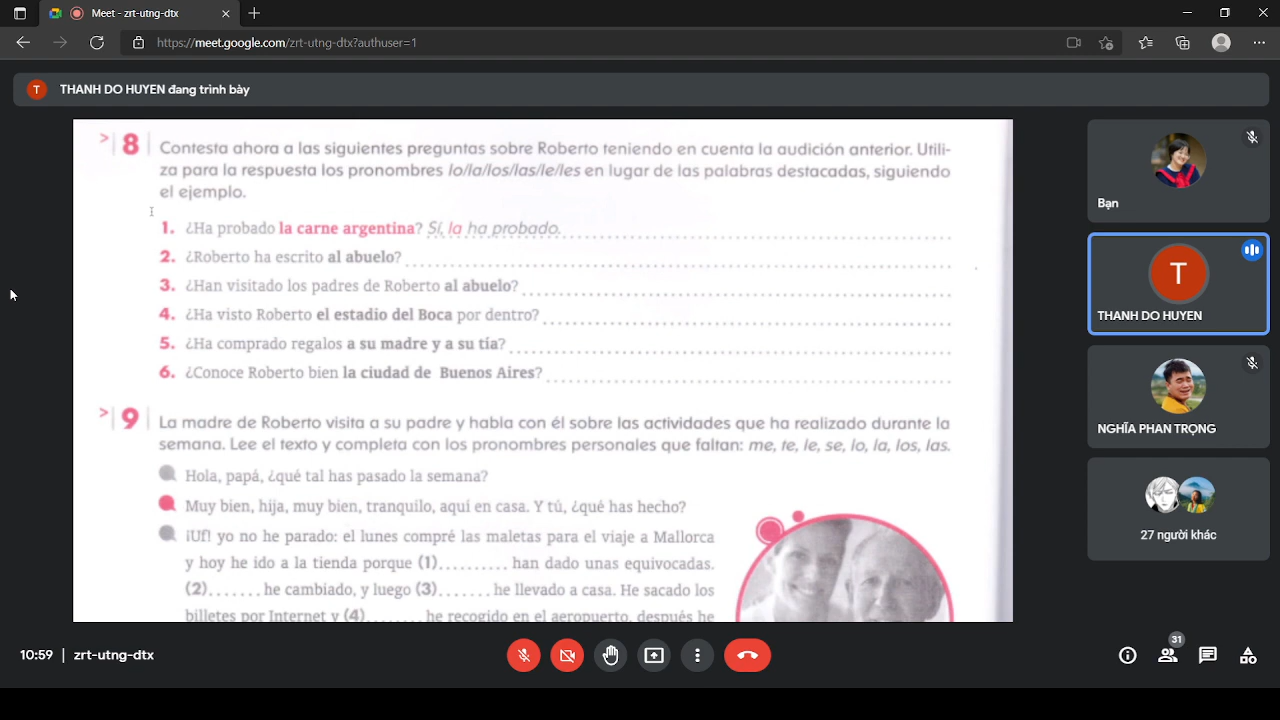 Meet - zrt-utng-dtx
https://meet.google.com/zrt-utng-dtx?authuser=1
T THANH DO HUYEN đang trình bày
> 8 Contesta ahora a las siguientes preguntas sobre Roberto teniendo en cuenta la audición anterior. Utili-
za para la respuesta los pronombres lo/la/los/las/le/les en lugar de las palabras destacadas, siguiendo
el ejemplo.
1. ¿Ha probado la carne argentina? Sí, la ha probado.
2. ¿Roberto ha escrito al abuelo?
3. ¿Han visitado los padres de Roberto al abuelo?
4. ¿Ha visto Roberto el estadio del Boca por dentro?
5. ¿Ha comprado regalos a su madre y a su tía?
6. ¿Conoce Roberto bien la ciudad de Buenos Aires?
> 9 La madre de Roberto visita a su padre y habla con él sobre las actividades que ha realizado durante la
semana. Lee el texto y completa con los pronombres personales que faltan: me, te, le, se, lo, la, los, las.
Hola, papá, ¿qué tal has pasado la semana?
Muy bien, hija, muy bien, tranquilo, aquí en casa. Y tú, ¿qué has hecho?
¡Uf! yo no he parado: el lunes compré las maletas para el viaje a Mallorca
y hoy he ido a la tienda porque (1).......... han dado unas equivocadas.
(2)....... he cambiado, y luego (3)....... he llevado a casa. He sacado los
billetes por Internet y (4)........ he recogido en el aeropuerto, después he
Bạn
T
THANH DO HUYEN
NGHĨA PHAN TRỌNG
27 người khác
10:59 | zrt-utng-dtx
31